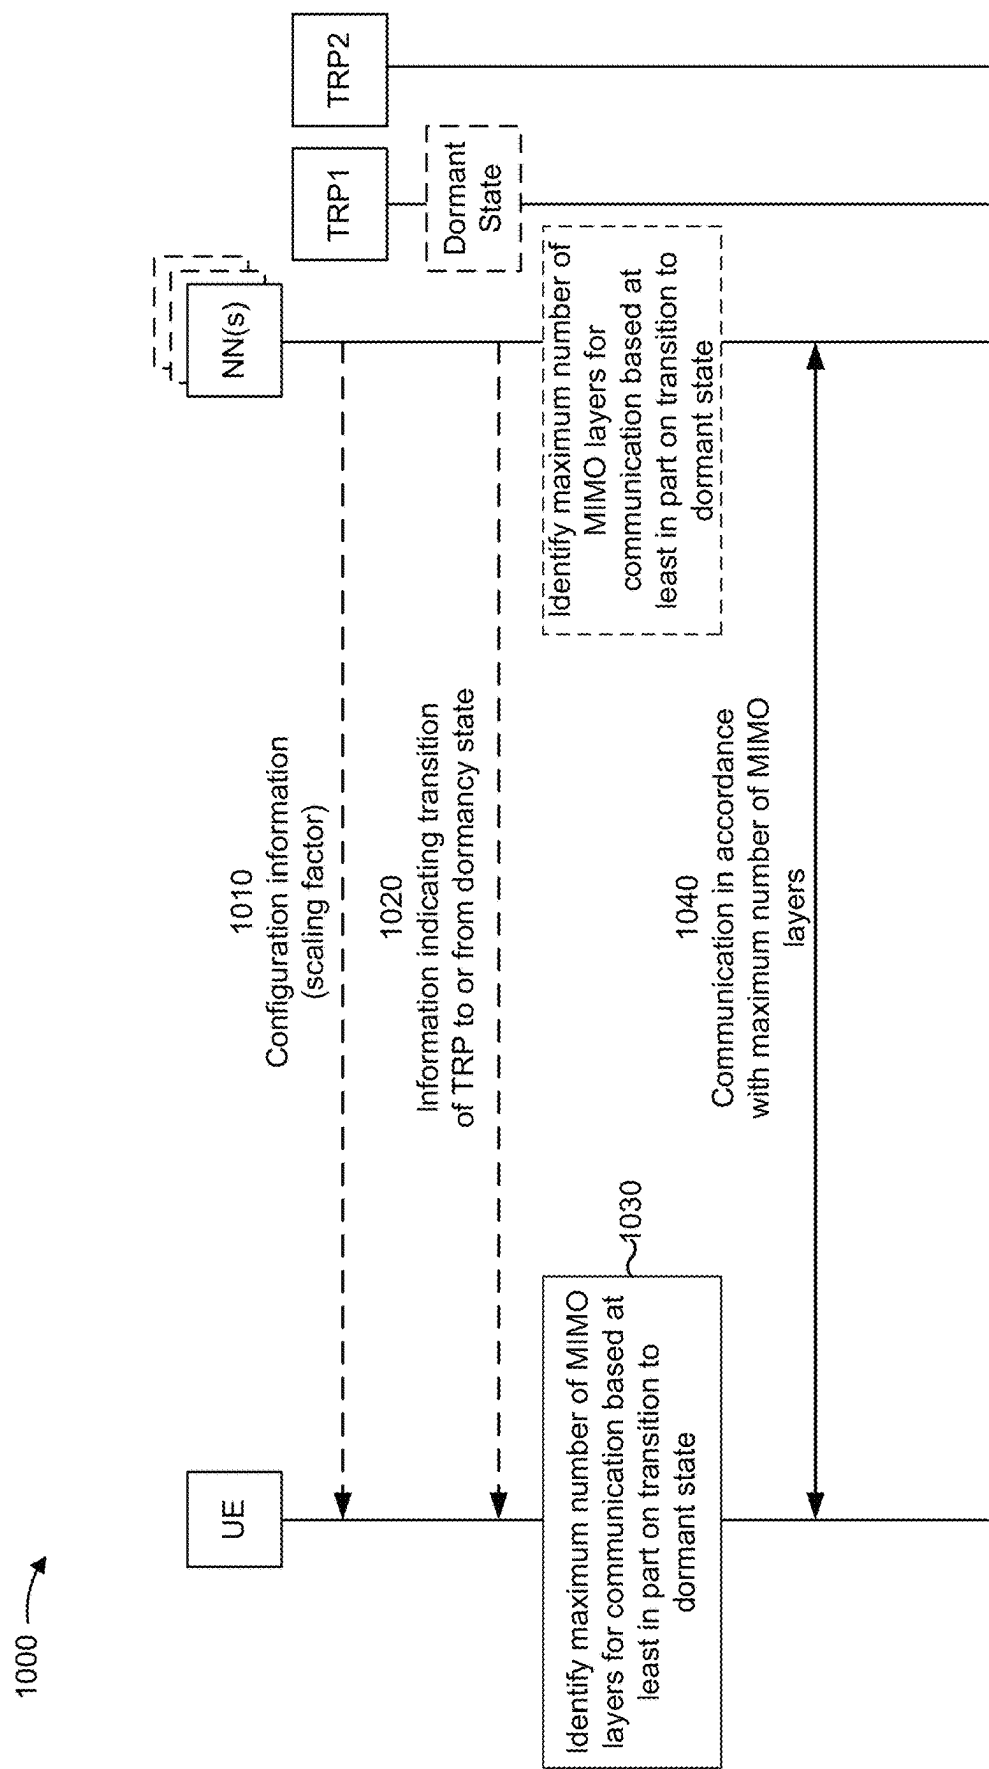 1000
UE
NN(s)
TRP1
TRP2
Dormant
State
1010
Configuration information
(scaling factor)
1020
Information indicating transition
of TRP to or from dormancy state
Identify maximum number of MIMO
layers for communication based at
least in part on transition to
dormant state
1030
Identify maximum number of
MIMO layers for
communication based at
least in part on transition to
dormant state
1040
Communication in accordance
with maximum number of MIMO
layers